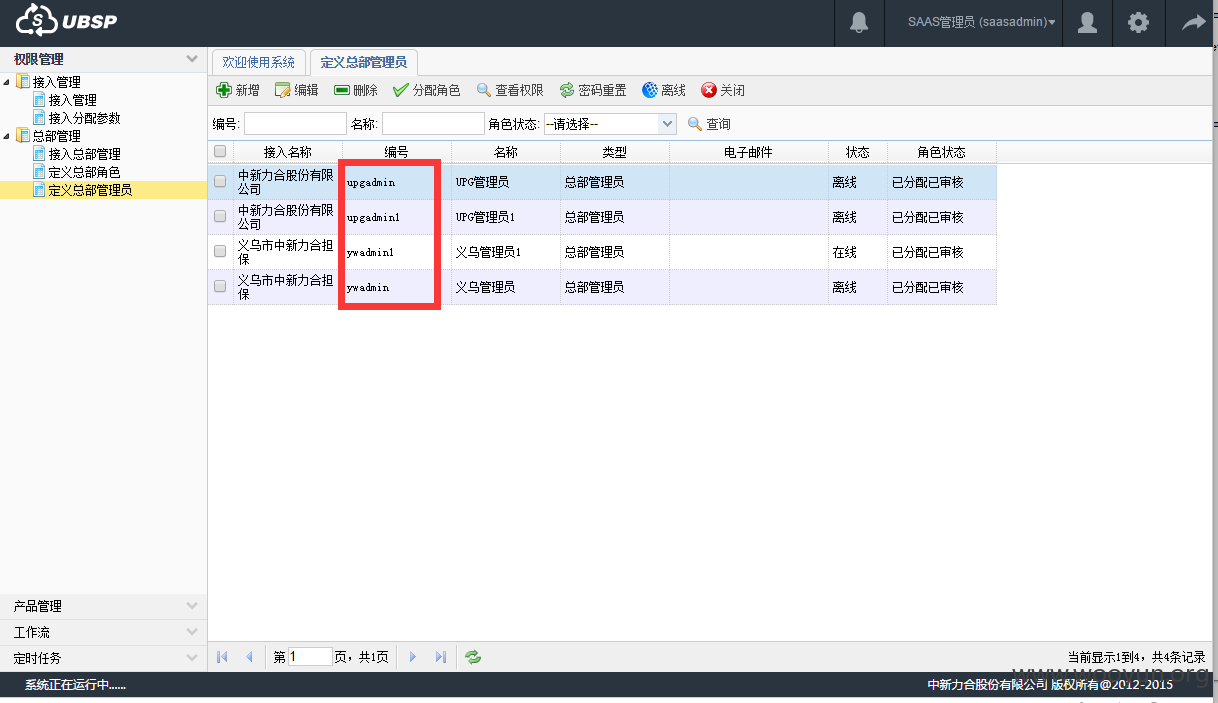 UBSP
SAAS管理员 (saasadmin)
权限管理
接入管理
接入管理
接入分配参数
总部管理
接入总部管理
定义总部角色
定义总部管理员
产品管理
工作流
定时任务
欢迎使用系统 定义总部管理员
新增 编辑 删除 分配角色 查看权限 密码重置 离线 关闭
编号: 名称: 角色状态: --请选择-- 查询
接入名称 编号 名称 类型 电子邮件 状态 角色状态
中新力合股份有限公司 upgadmin UPG管理员 总部管理员 离线 已分配已审核
中新力合股份有限公司 upgadmin1 UPG管理员1 总部管理员 离线 已分配已审核
义乌市中新力合担保 ywadmin1 义乌管理员1 总部管理员 在线 已分配已审核
义乌市中新力合担保 ywadmin 义乌管理员 总部管理员 离线 已分配已审核
第 1 页，共1页
当前显示1到4，共4条记录
系统正在运行中......
中新力合股份有限公司 版权所有@2012-2015
www.wooyun.org